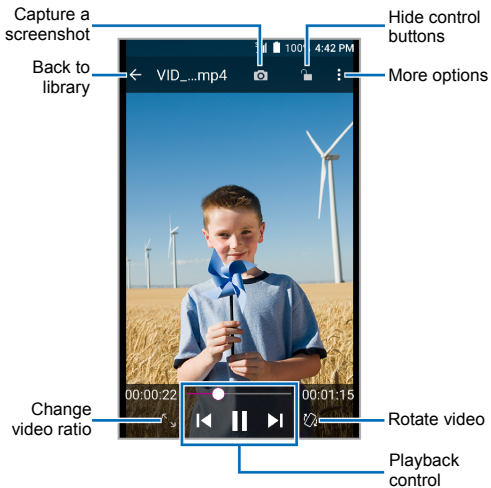 Capture a
screenshot
Hide control
buttons
100% 4:42 PM
Back to
library
VID_...mp4
More options
00:00:22
00:01:15
Change
video ratio
Rotate video
Playback
control